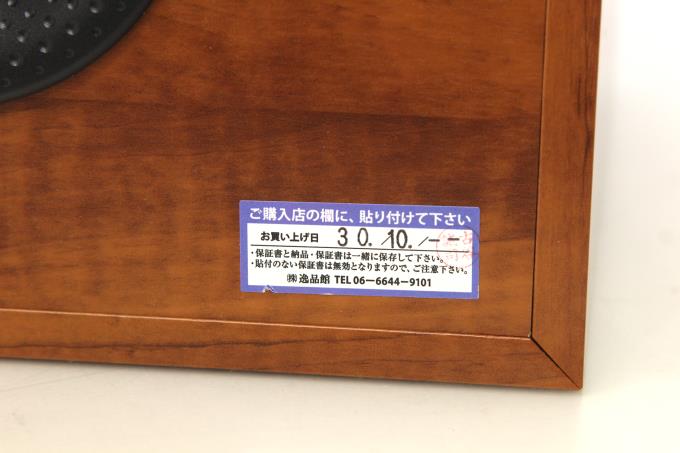 ご購入店の欄に、貼り付けて下さい
お買い上げ日 30./10./--
・保証書と納品・保証書は一緒に保存して下さい。
・貼付のない保証書は無効となりますので、ご注意下さい。
㈱ 逸品館 TEL 06-6644-9101